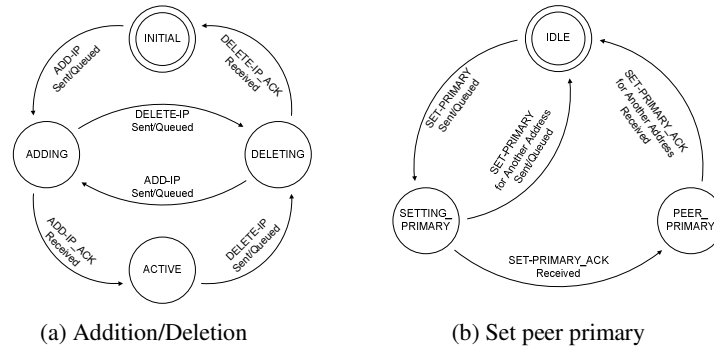 INITIAL
ADD-IP
Sent/Queued
DELETE-IP_ACK
Received
DELETE-IP
Sent/Queued
ADDING
DELETING
ADD-IP
Sent/Queued
ADD-IP_ACK
Received
DELETE-IP
Sent/Queued
ACTIVE
(a) Addition/Deletion
IDLE
SET-PRIMARY
Sent/Queued
SET-PRIMARY
for Another Address
Sent/Queued
SET-PRIMARY_ACK
for Another Address
Received
SETTING_
PRIMARY
PEER_
PRIMARY
SET-PRIMARY_ACK
Received
(b) Set peer primary